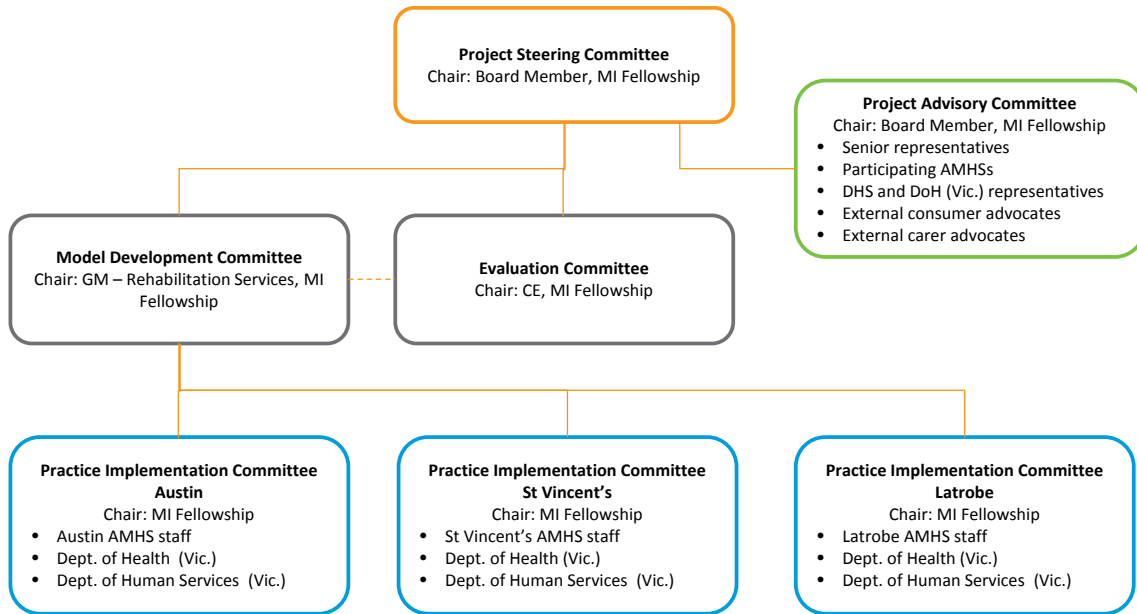 Project Steering Committee
Chair: Board Member, MI Fellowship
Project Advisory Committee
Chair: Board Member, MI Fellowship
• Senior representatives
• Participating AMHSs
• DHS and DoH (Vic.) representatives
• External consumer advocates
• External carer advocates
Model Development Committee
Chair: GM – Rehabilitation Services, MI
Fellowship
Evaluation Committee
Chair: CE, MI Fellowship
Practice Implementation Committee
Austin
Chair: MI Fellowship
• Austin AMHS staff
• Dept. of Health (Vic.)
• Dept. of Human Services (Vic.)
Practice Implementation Committee
St Vincent’s
Chair: MI Fellowship
• St Vincent’s AMHS staff
• Dept. of Health (Vic.)
• Dept. of Human Services (Vic.)
Practice Implementation Committee
Latrobe
Chair: MI Fellowship
• Latrobe AMHS staff
• Dept. of Health (Vic.)
• Dept. of Human Services (Vic.)